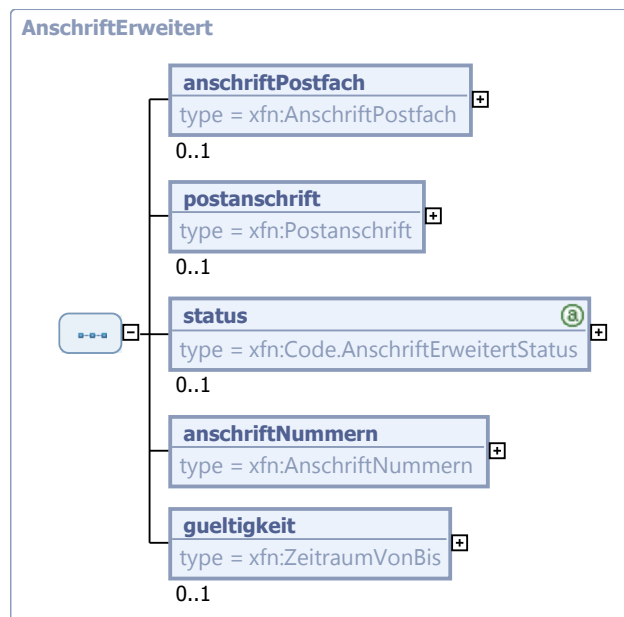 AnschriftErweitert
anschriftPostfach
type = xfn:AnschriftPostfach
0..1
postanschrift
type = xfn:Postanschrift
0..1
status
a
type = xfn:Code.AnschriftErweitertStatus
0..1
anschriftNummern
type = xfn:AnschriftNummern
gueltigkeit
type = xfn:ZeitraumVonBis
0..1